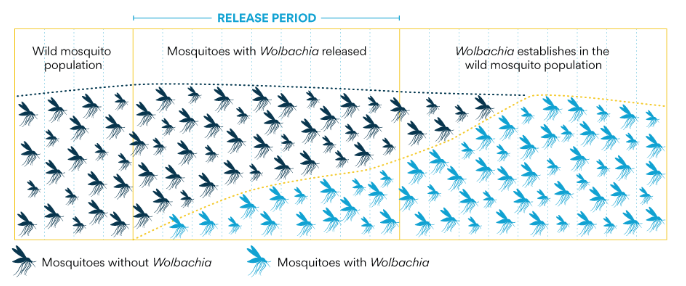 RELEASE PERIOD
Wild mosquito
population
Mosquitoes with Wolbachia released
Wolbachia establishes in the
wild mosquito population
Mosquitoes without Wolbachia
Mosquitoes with Wolbachia